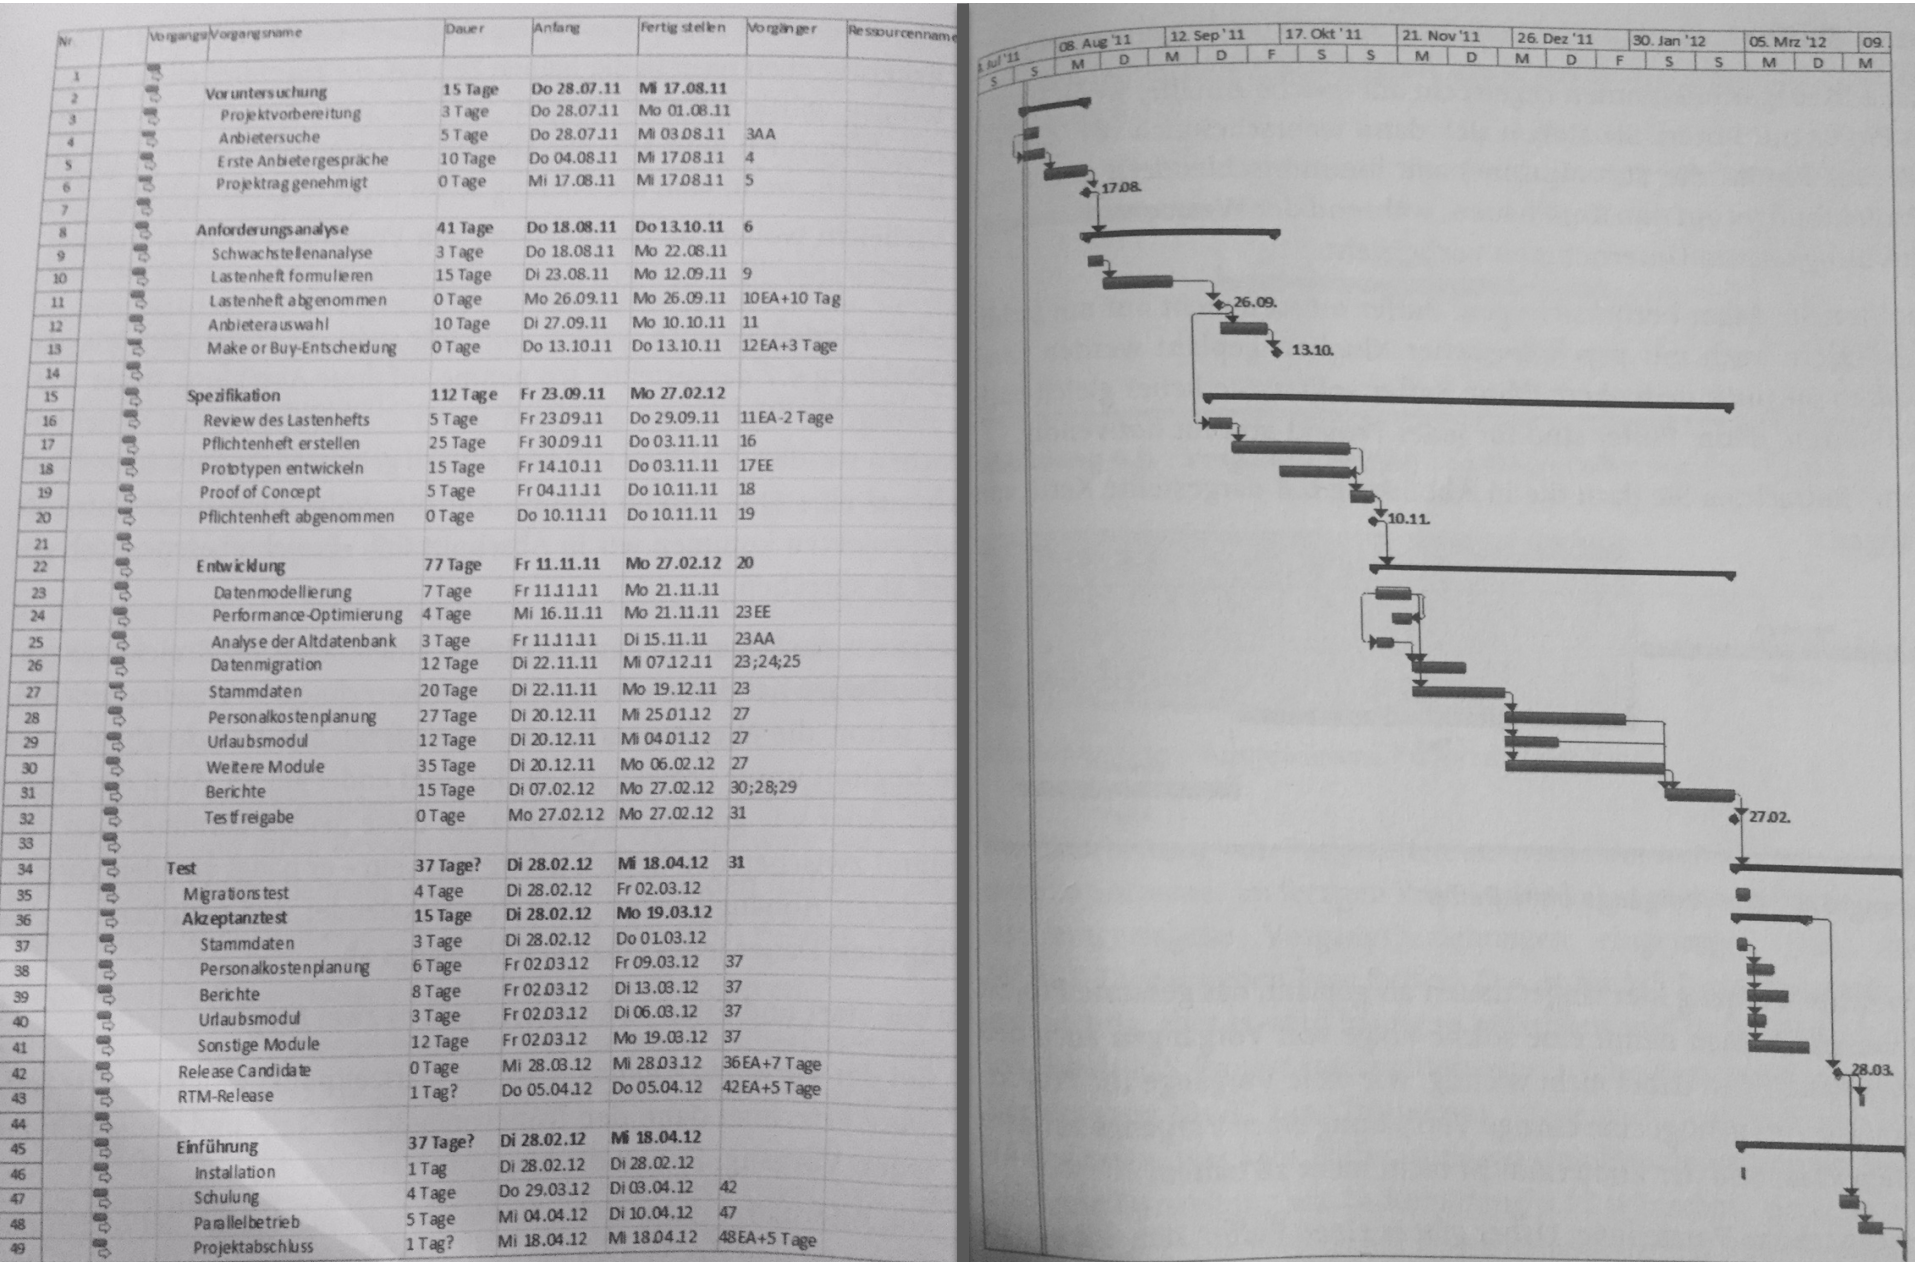 Nr. Vorgangs Vorgangsname Dauer Anfang Fertig stellen Vorgänger Ressourcenname
1
2 Voruntersuchung 15 Tage Do 28.07.11 Mi 17.08.11
3 Projektvorbereitung 3 Tage Do 28.07.11 Mo 01.08.11
4 Anbietersuche 5 Tage Do 28.07.11 Mi 03.08.11 3AA
5 Erste Anbietergespräche 10 Tage Do 04.08.11 Mi 17.08.11 4
6 Projektrag genehmigt 0 Tage Mi 17.08.11 Mi 17.08.11 5
7
8 Anforderungsanalyse 41 Tage Do 18.08.11 Do 13.10.11 6
9 Schwachstellenanalyse 3 Tage Do 18.08.11 Mo 22.08.11
10 Lastenheft formulieren 15 Tage Di 23.08.11 Mo 12.09.11 9
11 Lastenheft abgenommen 0 Tage Mo 26.09.11 Mo 26.09.11 10EA+10 Tag
12 Anbieterauswahl 10 Tage Di 27.09.11 Mo 10.10.11 11
13 Make or Buy-Entscheidung 0 Tage Do 13.10.11 Do 13.10.11 12EA+3 Tage
14
15 Spezifikation 112 Tage Fr 23.09.11 Mo 27.02.12
16 Review des Lastenhefts 5 Tage Fr 23.09.11 Do 29.09.11 11EA-2 Tage
17 Pflichtenheft erstellen 25 Tage Fr 30.09.11 Do 03.11.11 16
18 Prototypen entwickeln 15 Tage Fr 14.10.11 Do 03.11.11 17EE
19 Proof of Concept 5 Tage Fr 04.11.11 Do 10.11.11 18
20 Pflichtenheft abgenommen 0 Tage Do 10.11.11 Do 10.11.11 19
21
22 Entwicklung 77 Tage Fr 11.11.11 Mo 27.02.12 20
23 Datenmodellierung 7 Tage Fr 11.11.11 Mo 21.11.11
24 Performance-Optimierung 4 Tage Mi 16.11.11 Mo 21.11.11 23EE
25 Analyse der Altdatenbank 3 Tage Fr 11.11.11 Di 15.11.11 23AA
26 Datenmigration 12 Tage Di 22.11.11 Mi 07.12.11 23;24;25
27 Stammdaten 20 Tage Di 22.11.11 Mo 19.12.11 23
28 Personalkostenplanung 27 Tage Di 20.12.11 Mi 25.01.12 27
29 Urlaubsmodul 12 Tage Di 20.12.11 Mi 04.01.12 27
30 Weitere Module 35 Tage Di 20.12.11 Mo 06.02.12 27
31 Berichte 15 Tage Di 07.02.12 Mo 27.02.12 30;28;29
32 Testfreigabe 0 Tage Mo 27.02.12 Mo 27.02.12 31
33
34 Test 37 Tage? Di 28.02.12 Mi 18.04.12 31
35 Migrationstest 4 Tage Di 28.02.12 Fr 02.03.12
36 Akzeptanztest 15 Tage Di 28.02.12 Mo 19.03.12
37 Stammdaten 3 Tage Di 28.02.12 Do 01.03.12
38 Personalkostenplanung 6 Tage Fr 02.03.12 Fr 09.03.12 37
39 Berichte 8 Tage Fr 02.03.12 Di 13.03.12 37
40 Urlaubsmodul 3 Tage Fr 02.03.12 Di 06.03.12 37
41 Sonstige Module 12 Tage Fr 02.03.12 Mo 19.03.12 37
42 Release Candidate 0 Tage Mi 28.03.12 Mi 28.03.12 36EA+7 Tage
43 RTM-Release 1 Tag? Do 05.04.12 Do 05.04.12 42EA+5 Tage
44
45 Einführung 37 Tage? Di 28.02.12 Mi 18.04.12
46 Installation 1 Tag Di 28.02.12 Di 28.02.12
47 Schulung 4 Tage Do 29.03.12 Di 03.04.12 42
48 Parallelbetrieb 5 Tage Mi 04.04.12 Di 10.04.12 47
49 Projektabschluss 1 Tag? Mi 18.04.12 Mi 18.04.12 48EA+5 Tage
Jul '11 08. Aug '11 12. Sep '11 17. Okt '11 21. Nov '11 26. Dez '11 30. Jan '12 05. Mrz '12 09.
S S M D M D F S S M D D F S S M D M
17.08.
26.09.
13.10.
10.11.
27.02.
28.03.